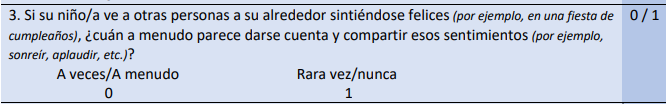 3. Si su niño/a ve a otras personas a su alrededor sintiéndose felices (por ejemplo, en una fiesta de 0 / 1
cumpleaños), ¿cuán a menudo parece darse cuenta y compartir esos sentimientos (por ejemplo,
sonreír, aplaudir, etc.)?
A veces/A menudo Rara vez/nunca
0 1